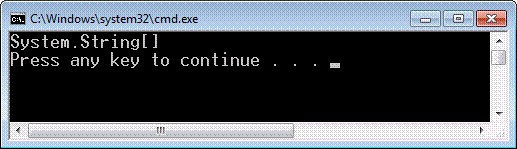 C:\Windows\system32\cmd.exe
System.String[]
Press any key to continue . . .